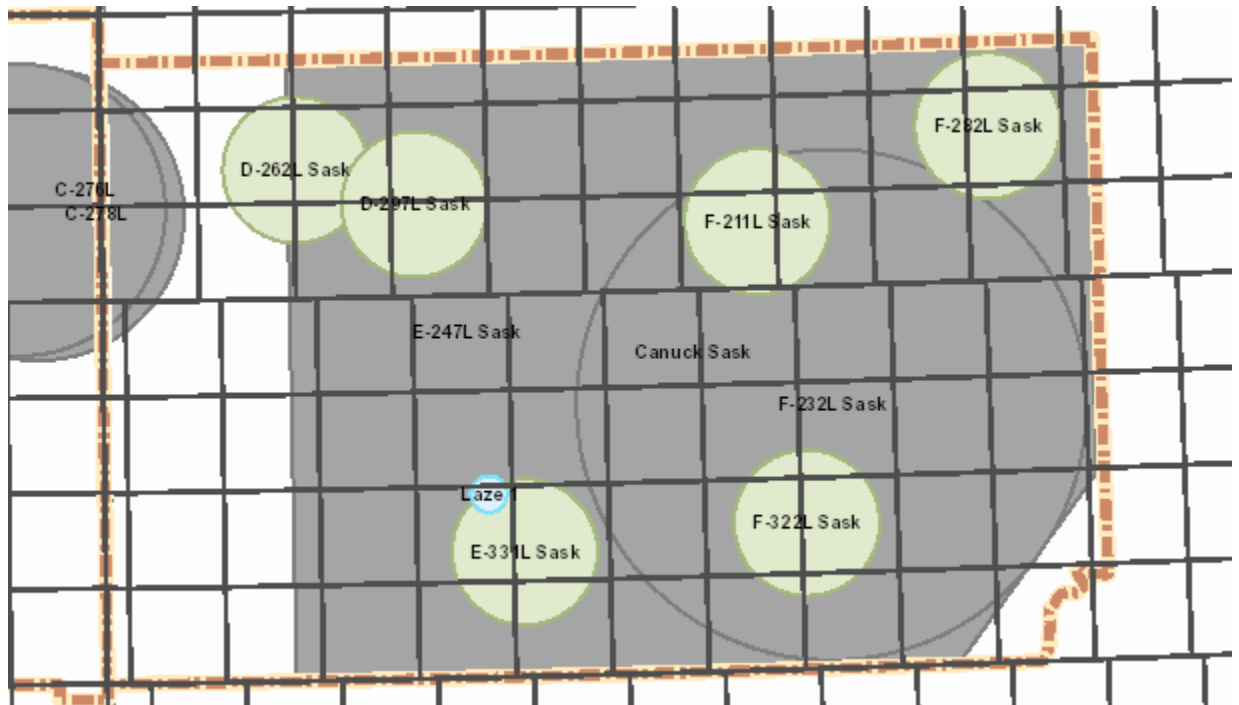 F-282L Sask
D-262L Sask
C-276L
D-297L Sask
C-278L
F-211L Sask
E-247L Sask
Canuck Sask
F-232L Sask
Laze 1
F-322L Sask
E-331L Sask